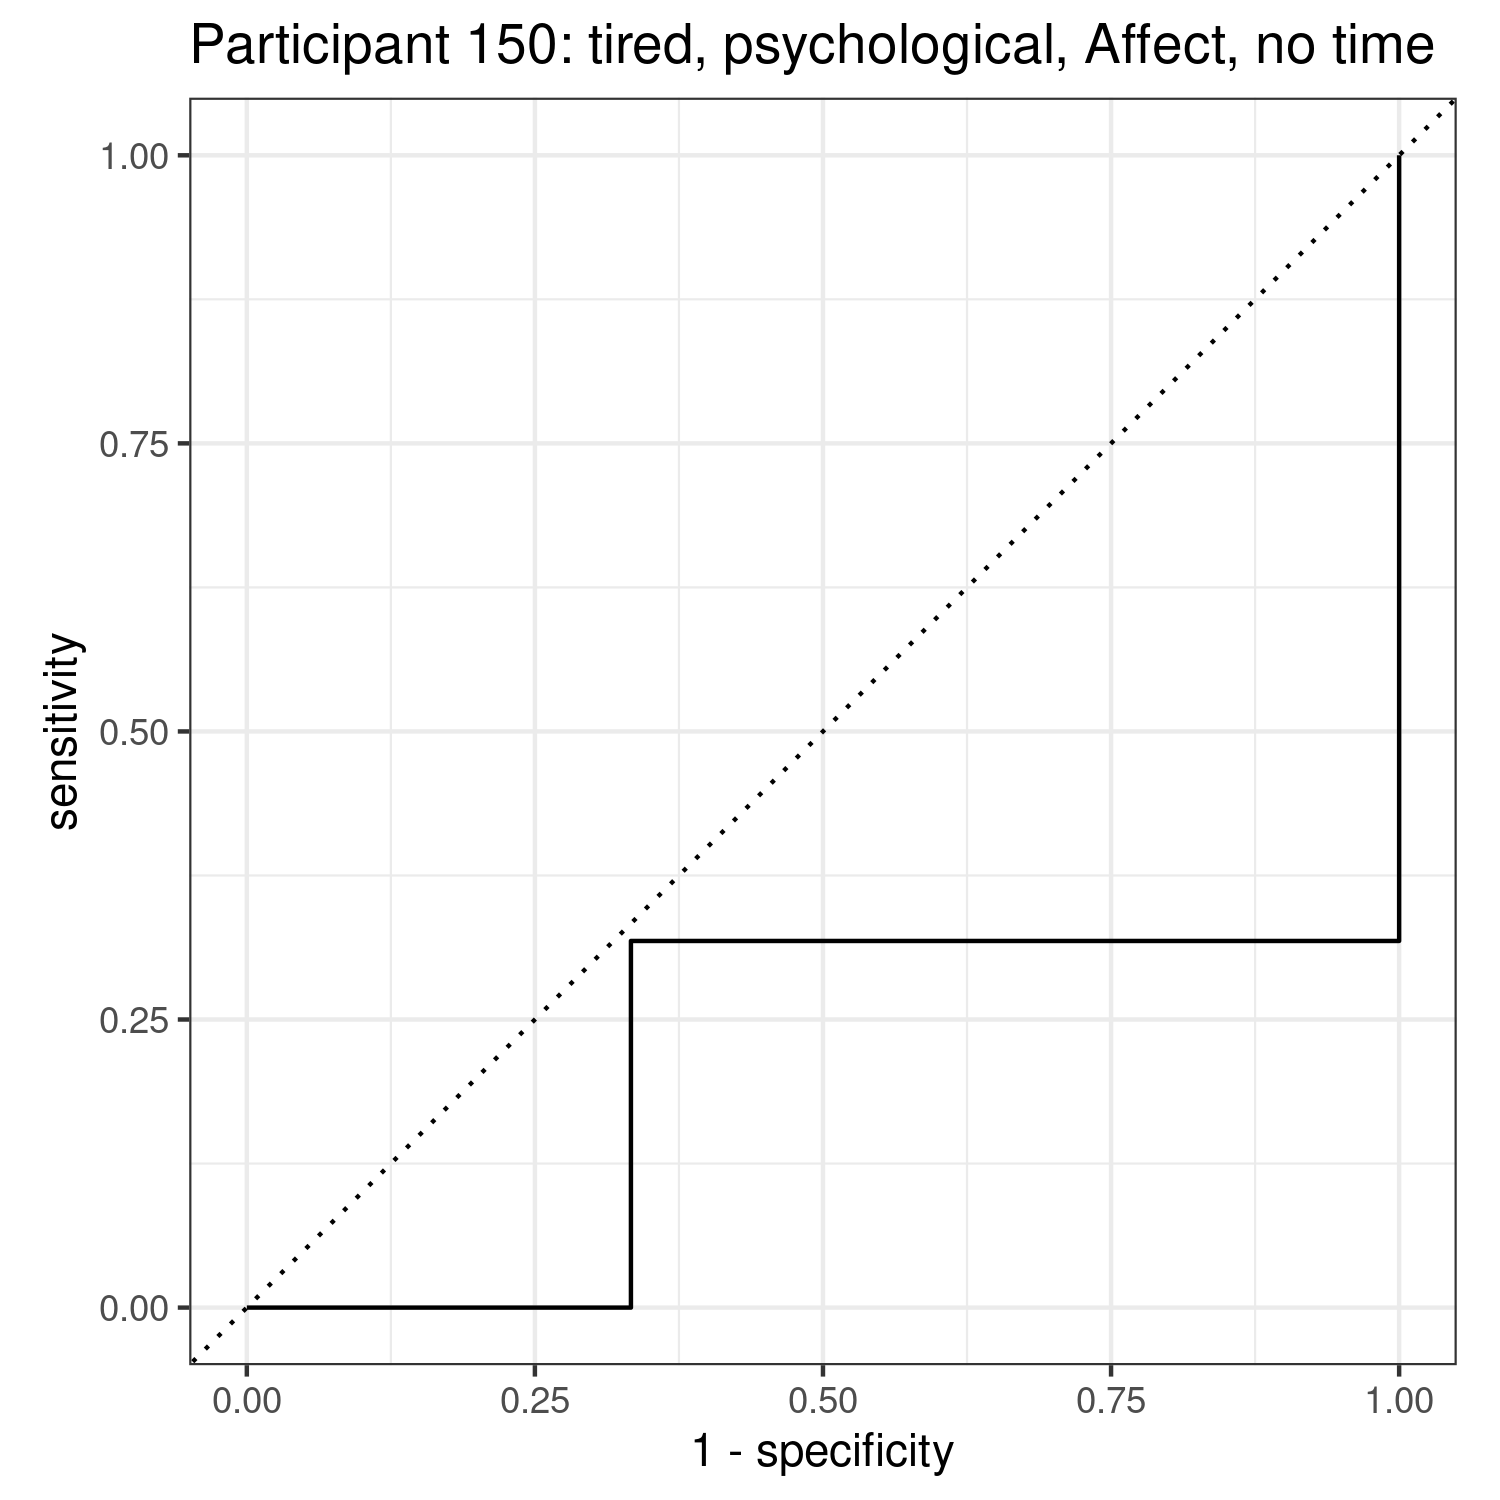 Participant 150: tired, psychological, Affect, no time
1.00
0.75
0.50
0.25
0.00
sensitivity
0.00 0.25 0.50 0.75 1.00
1 - specificity